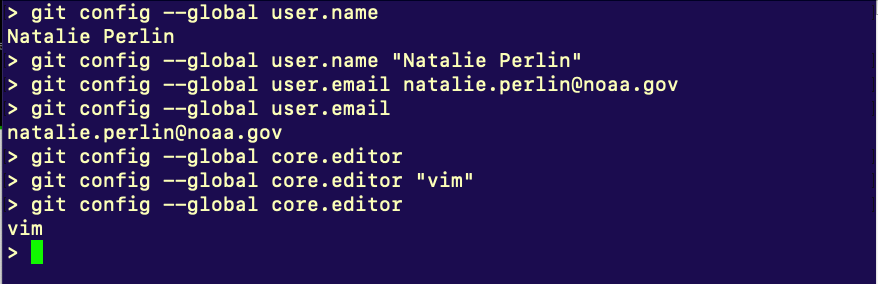 > git config --global user.name
Natalie Perlin
> git config --global user.name "Natalie Perlin"
> git config --global user.email natalie.perlin@noaa.gov
> git config --global user.email
natalie.perlin@noaa.gov
> git config --global core.editor
> git config --global core.editor "vim"
> git config --global core.editor
vim
>